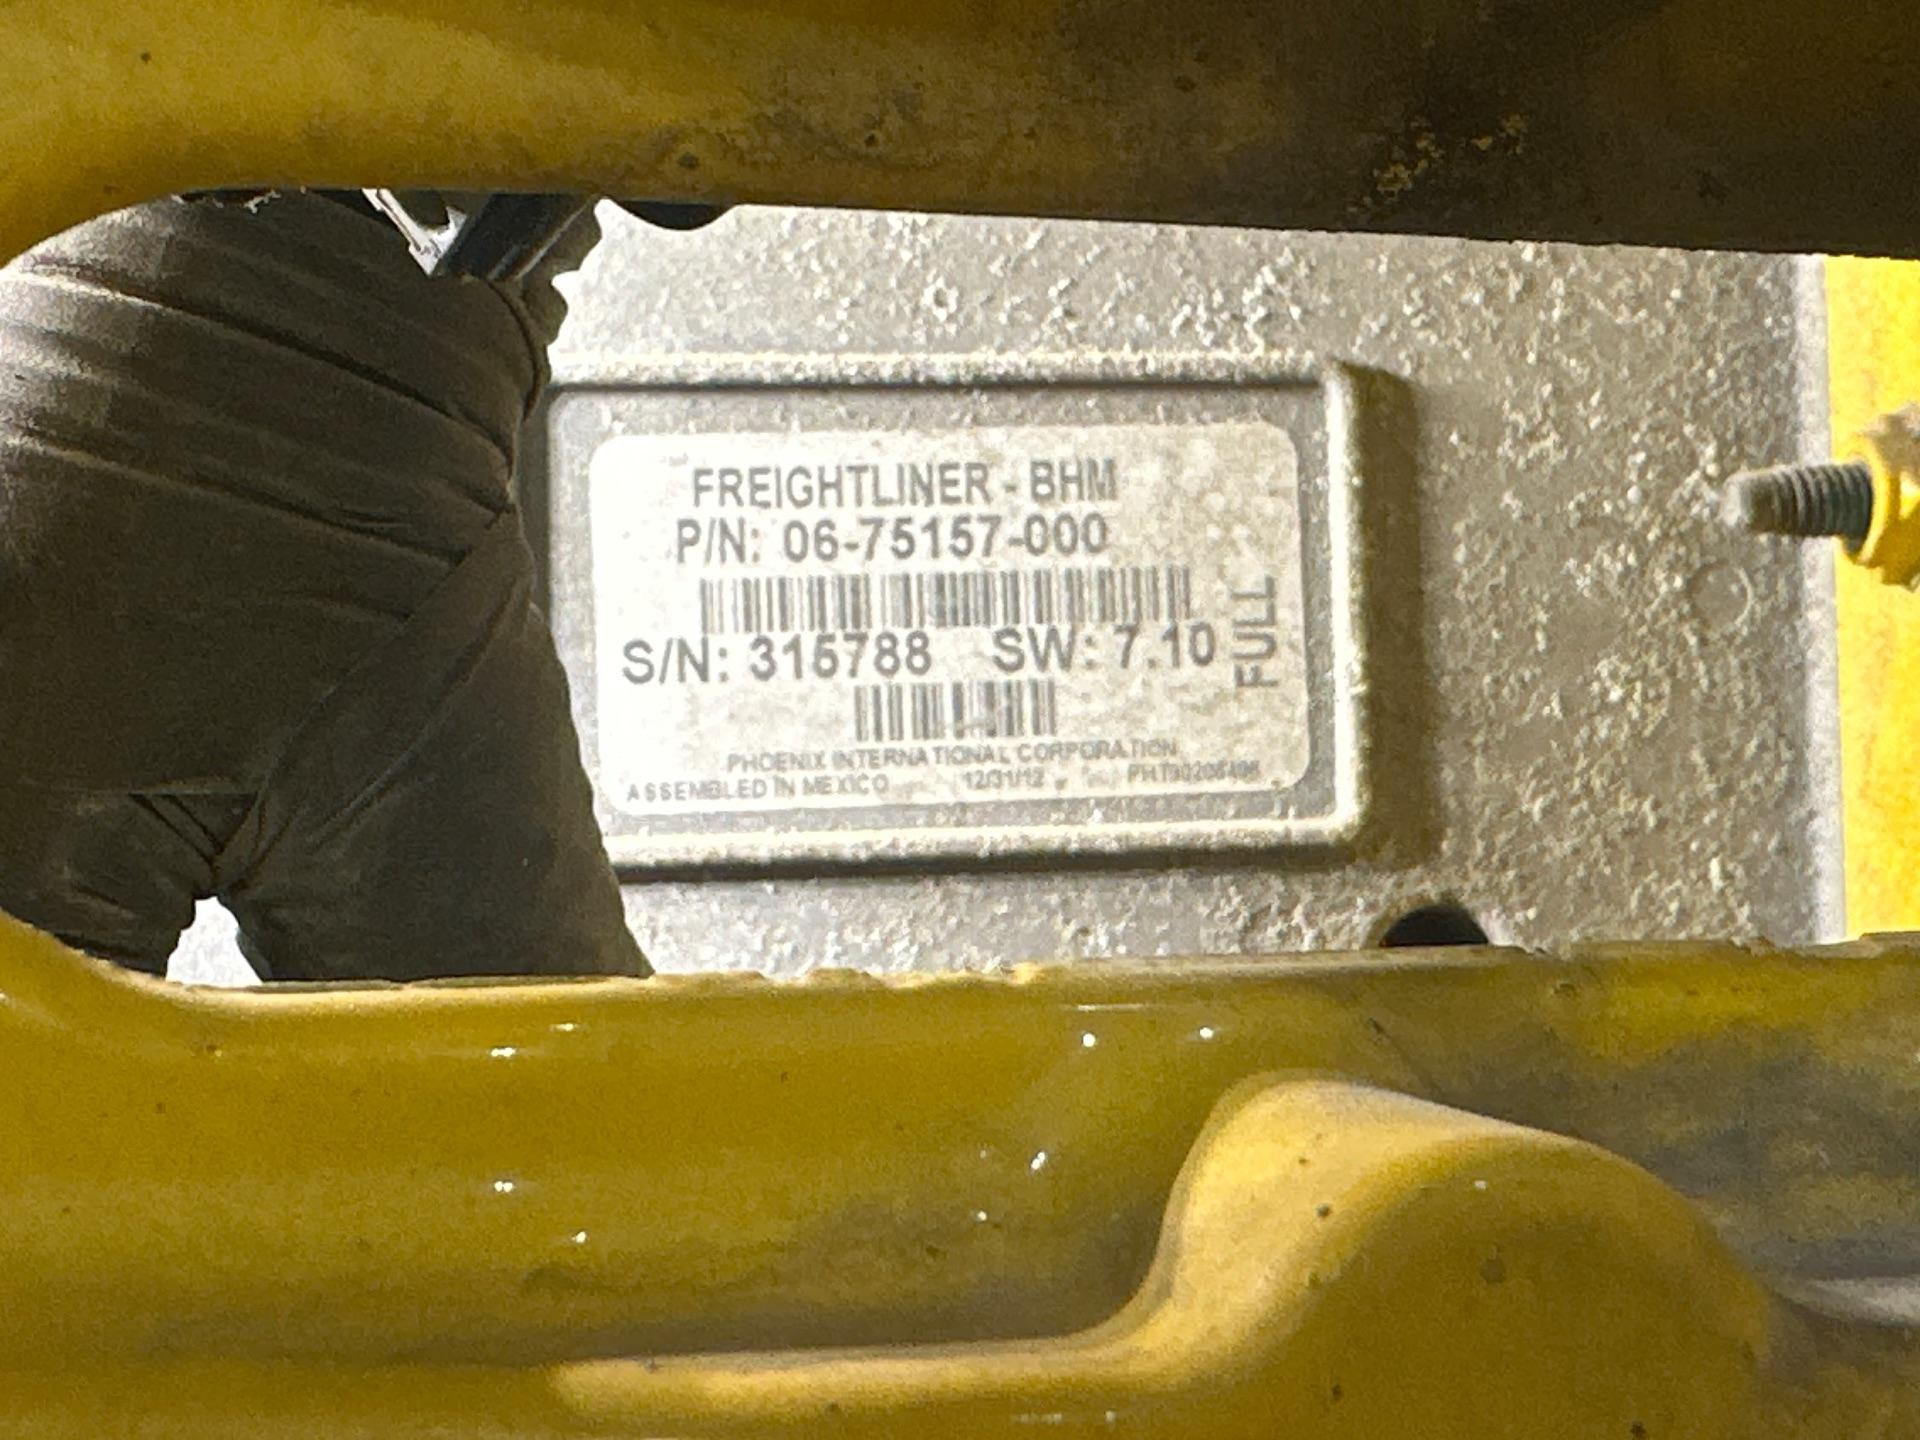 FREIGHTLINER - BHM
P/N: 06-75157-000
S/N: 315788 SW: 7.10
FULL
PHOENIX INTERNATIONAL CORPORATION
ASSEMBLED IN MEXICO 12/31/12